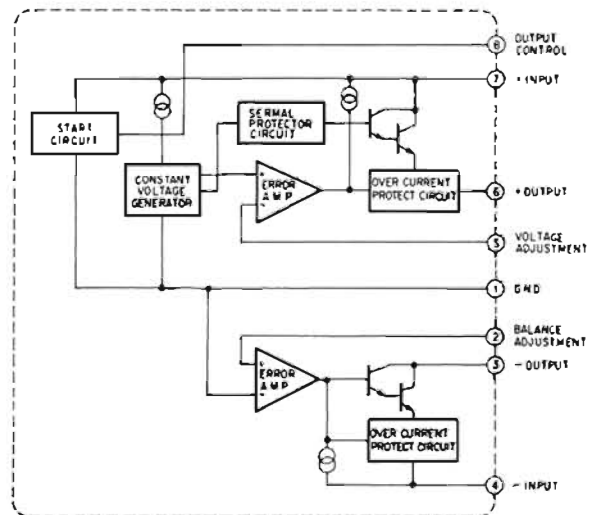 8 OUTPUT
CONTROL
7 +INPUT
START
CIRCUIT
SERMAL
PROTECTOR
CIRCUIT
CONSTANT
VOLTAGE
GENERATOR
ERROR
AMP
OVER CURRENT
PROTECT CIRCUIT
6 +OUTPUT
5 VOLTAGE
ADJUSTMENT
1 GND
2 BALANCE
ADJUSTMENT
3 -OUTPUT
ERROR
AMP
OVER CURRENT
PROTECT CIRCUIT
4 -INPUT